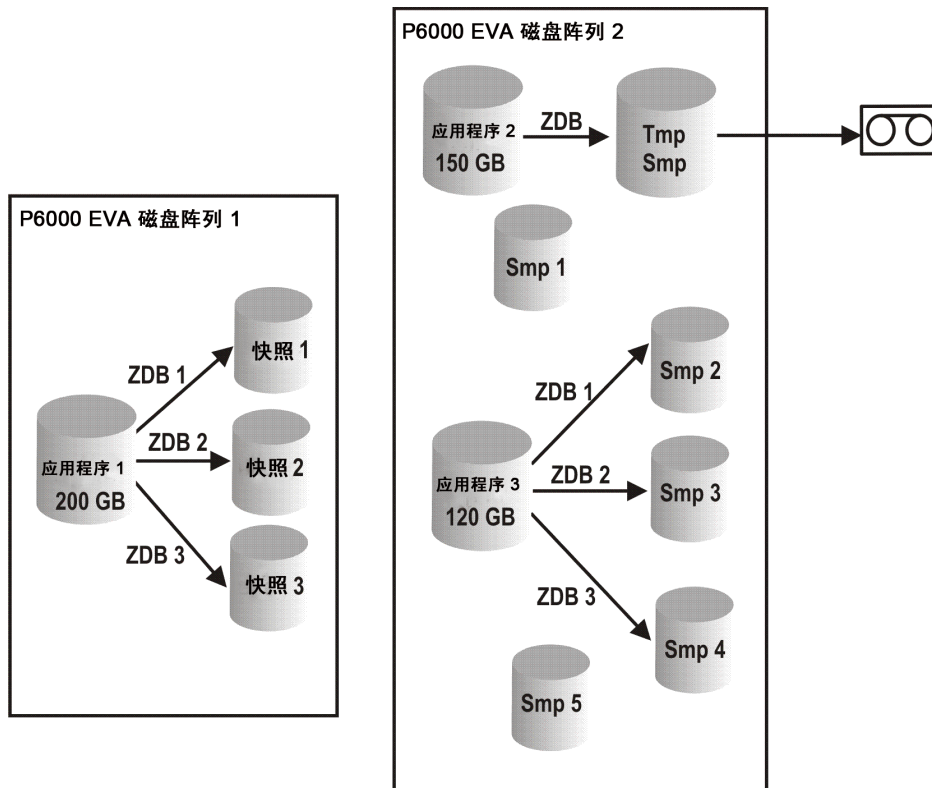 P6000 EVA 磁盘阵列 1
快照 1
ZDB 1
应用程序 1
200 GB
ZDB 2
快照 2
ZDB 3
快照 3
P6000 EVA 磁盘阵列 2
应用程序 2
150 GB
ZDB
Tmp
Smp
Smp 1
Smp 2
ZDB 1
应用程序 3
120 GB
ZDB 2
Smp 3
ZDB 3
Smp 4
Smp 5